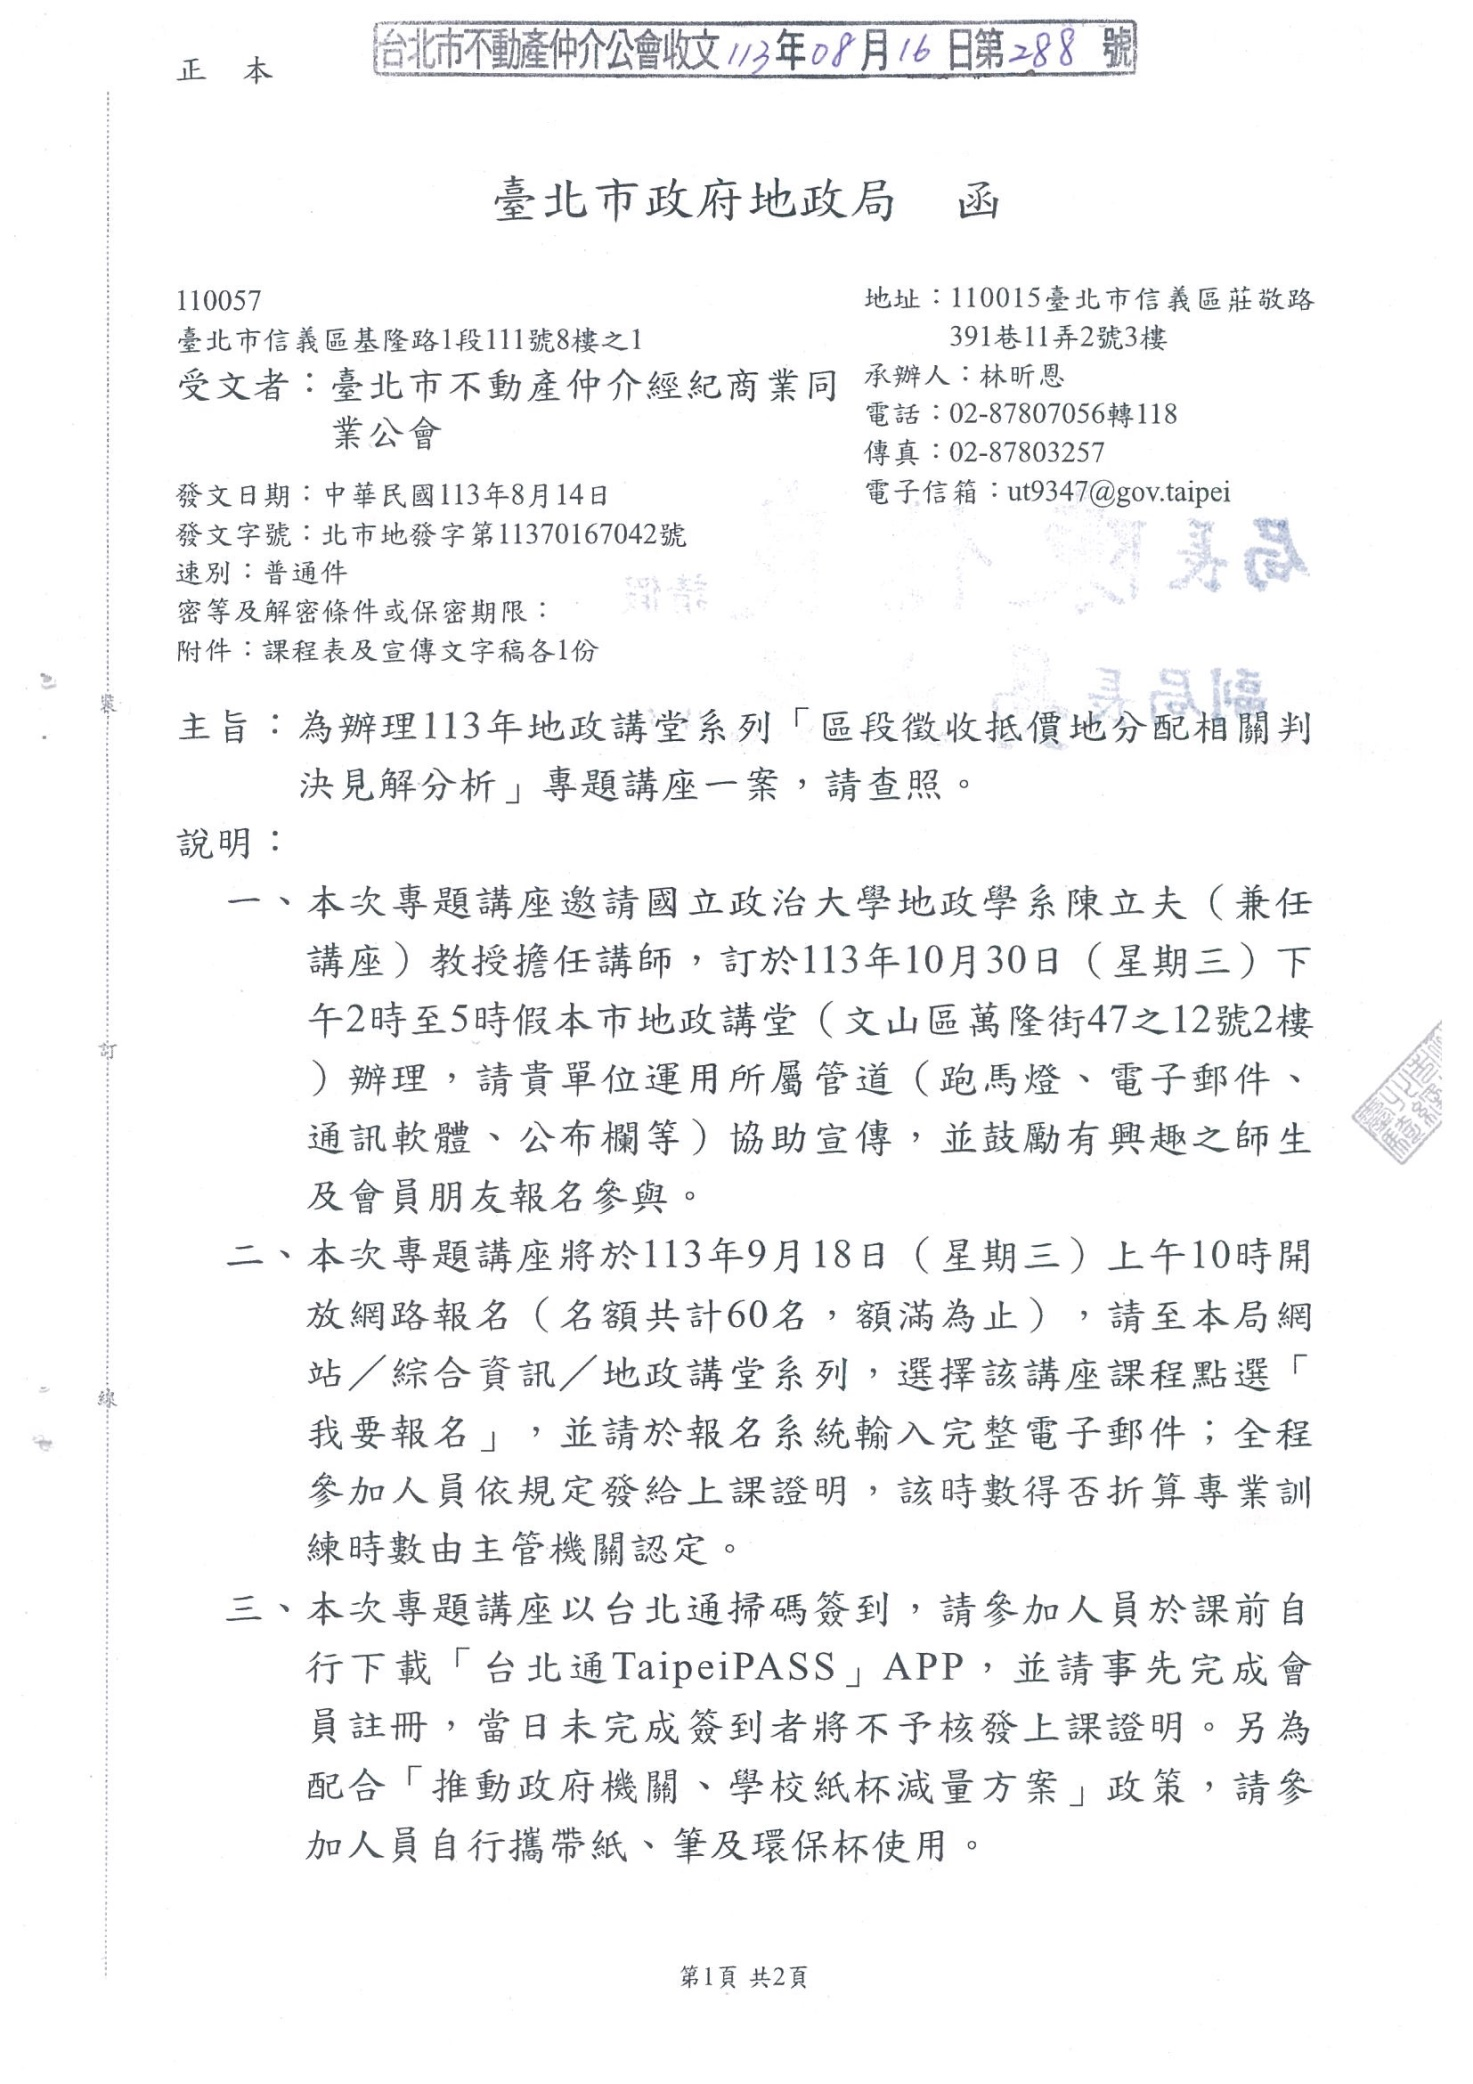 正 本
台北市不動產仲介公會收文113年08月16日第288號
臺北市政府地政局 函
110057
臺北市信義區基隆路1段111號8樓之1
受文者：臺北市不動產仲介經紀商業同
業公會
地址：110015臺北市信義區莊敬路
391巷11弄2號3樓
承辦人：林昕恩
電話：02-87807056轉118
傳真：02-87803257
電子信箱：ut9347@gov.taipei
發文日期：中華民國113年8月14日
發文字號：北市地發字第11370167042號
速別：普通件
密等及解密條件或保密期限：
附件：課程表及宣傳文字稿各1份
主旨：為辦理113年地政講堂系列「區段徵收抵價地分配相關判
決見解分析」專題講座一案，請查照。
說明：
一、本次專題講座邀請國立政治大學地政學系陳立夫（兼任
講座）教授擔任講師，訂於113年10月30日（星期三）下
午2時至5時假本市地政講堂（文山區萬隆街47之12號2樓
）辦理，請貴單位運用所屬管道（跑馬燈、電子郵件、
通訊軟體、公布欄等）協助宣傳，並鼓勵有興趣之師生
及會員朋友報名參與。
二、本次專題講座將於113年9月18日（星期三）上午10時開
放網路報名（名額共計60名，額滿為止），請至本局網
站／綜合資訊／地政講堂系列，選擇該講座課程點選「
我要報名」，並請於報名系統輸入完整電子郵件；全程
參加人員依規定發給上課證明，該時數得否折算專業訓
練時數由主管機關認定。
三、本次專題講座以台北通掃碼簽到，請參加人員於課前自
行下載「台北通TaipeiPASS」APP，並請事先完成會
員註冊，當日未完成簽到者將不予核發上課證明。另為
配合「推動政府機關、學校紙杯減量方案」政策，請參
加人員自行攜帶紙、筆及環保杯使用。
裝
訂
線
第1頁 共2頁